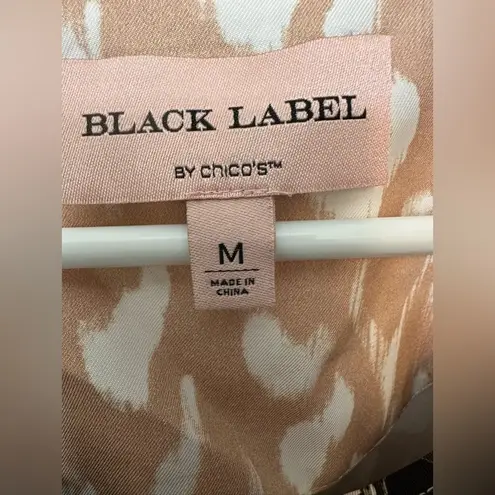 BLACK LABEL
BY chico's™
M
MADE IN
CHINA